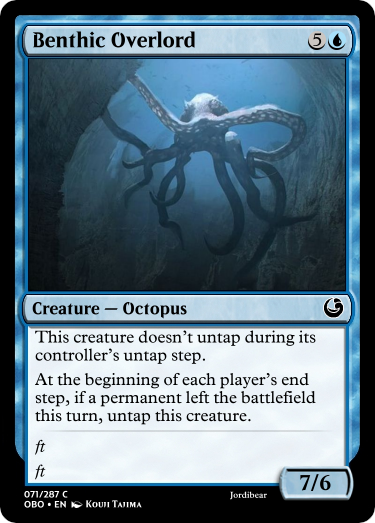 Benthic Overlord 5
Creature — Octopus
This creature doesn't untap during its
controller's untap step.
At the beginning of each player's end
step, if a permanent left the battlefield
this turn, untap this creature.
ft
ft
7/6
071/287 C
OBO • EN Kouji Tajima
Jordibear